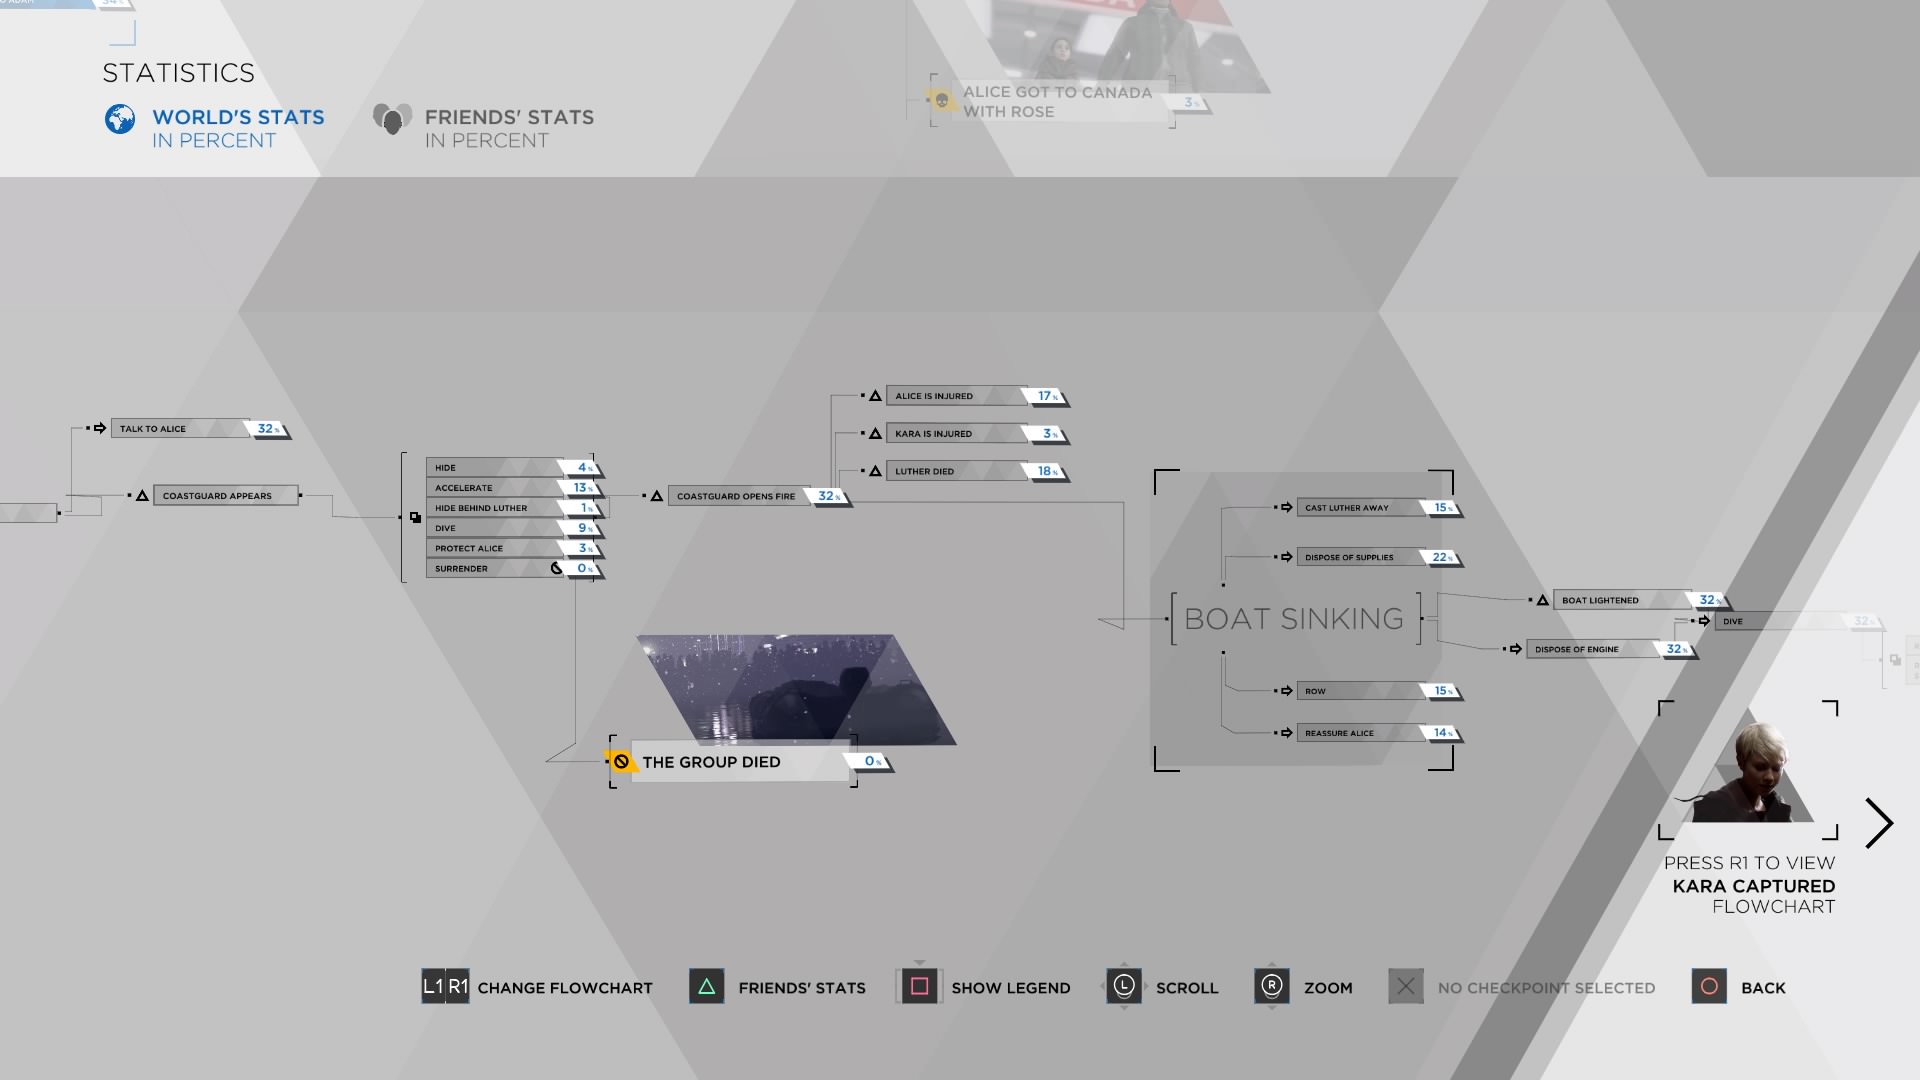 O ADAM 34%
STATISTICS
WORLD'S STATS
IN PERCENT
FRIENDS' STATS
IN PERCENT
ALICE GOT TO CANADA
WITH ROSE
3%
TALK TO ALICE 32%
COASTGUARD APPEARS
HIDE 4%
ACCELERATE 13%
HIDE BEHIND LUTHER 1%
DIVE 9%
PROTECT ALICE 3%
SURRENDER 0%
COASTGUARD OPENS FIRE 32%
ALICE IS INJURED 17%
KARA IS INJURED 3%
LUTHER DIED 18%
THE GROUP DIED 0%
CAST LUTHER AWAY 15%
DISPOSE OF SUPPLIES 22%
BOAT SINKING
ROW 15%
REASSURE ALICE 14%
BOAT LIGHTENED 32%
DIVE 32%
DISPOSE OF ENGINE 32%
PRESS R1 TO VIEW
KARA CAPTURED
FLOWCHART
L1 R1 CHANGE FLOWCHART
FRIENDS' STATS
SHOW LEGEND
L SCROLL
R ZOOM
NO CHECKPOINT SELECTED
BACK